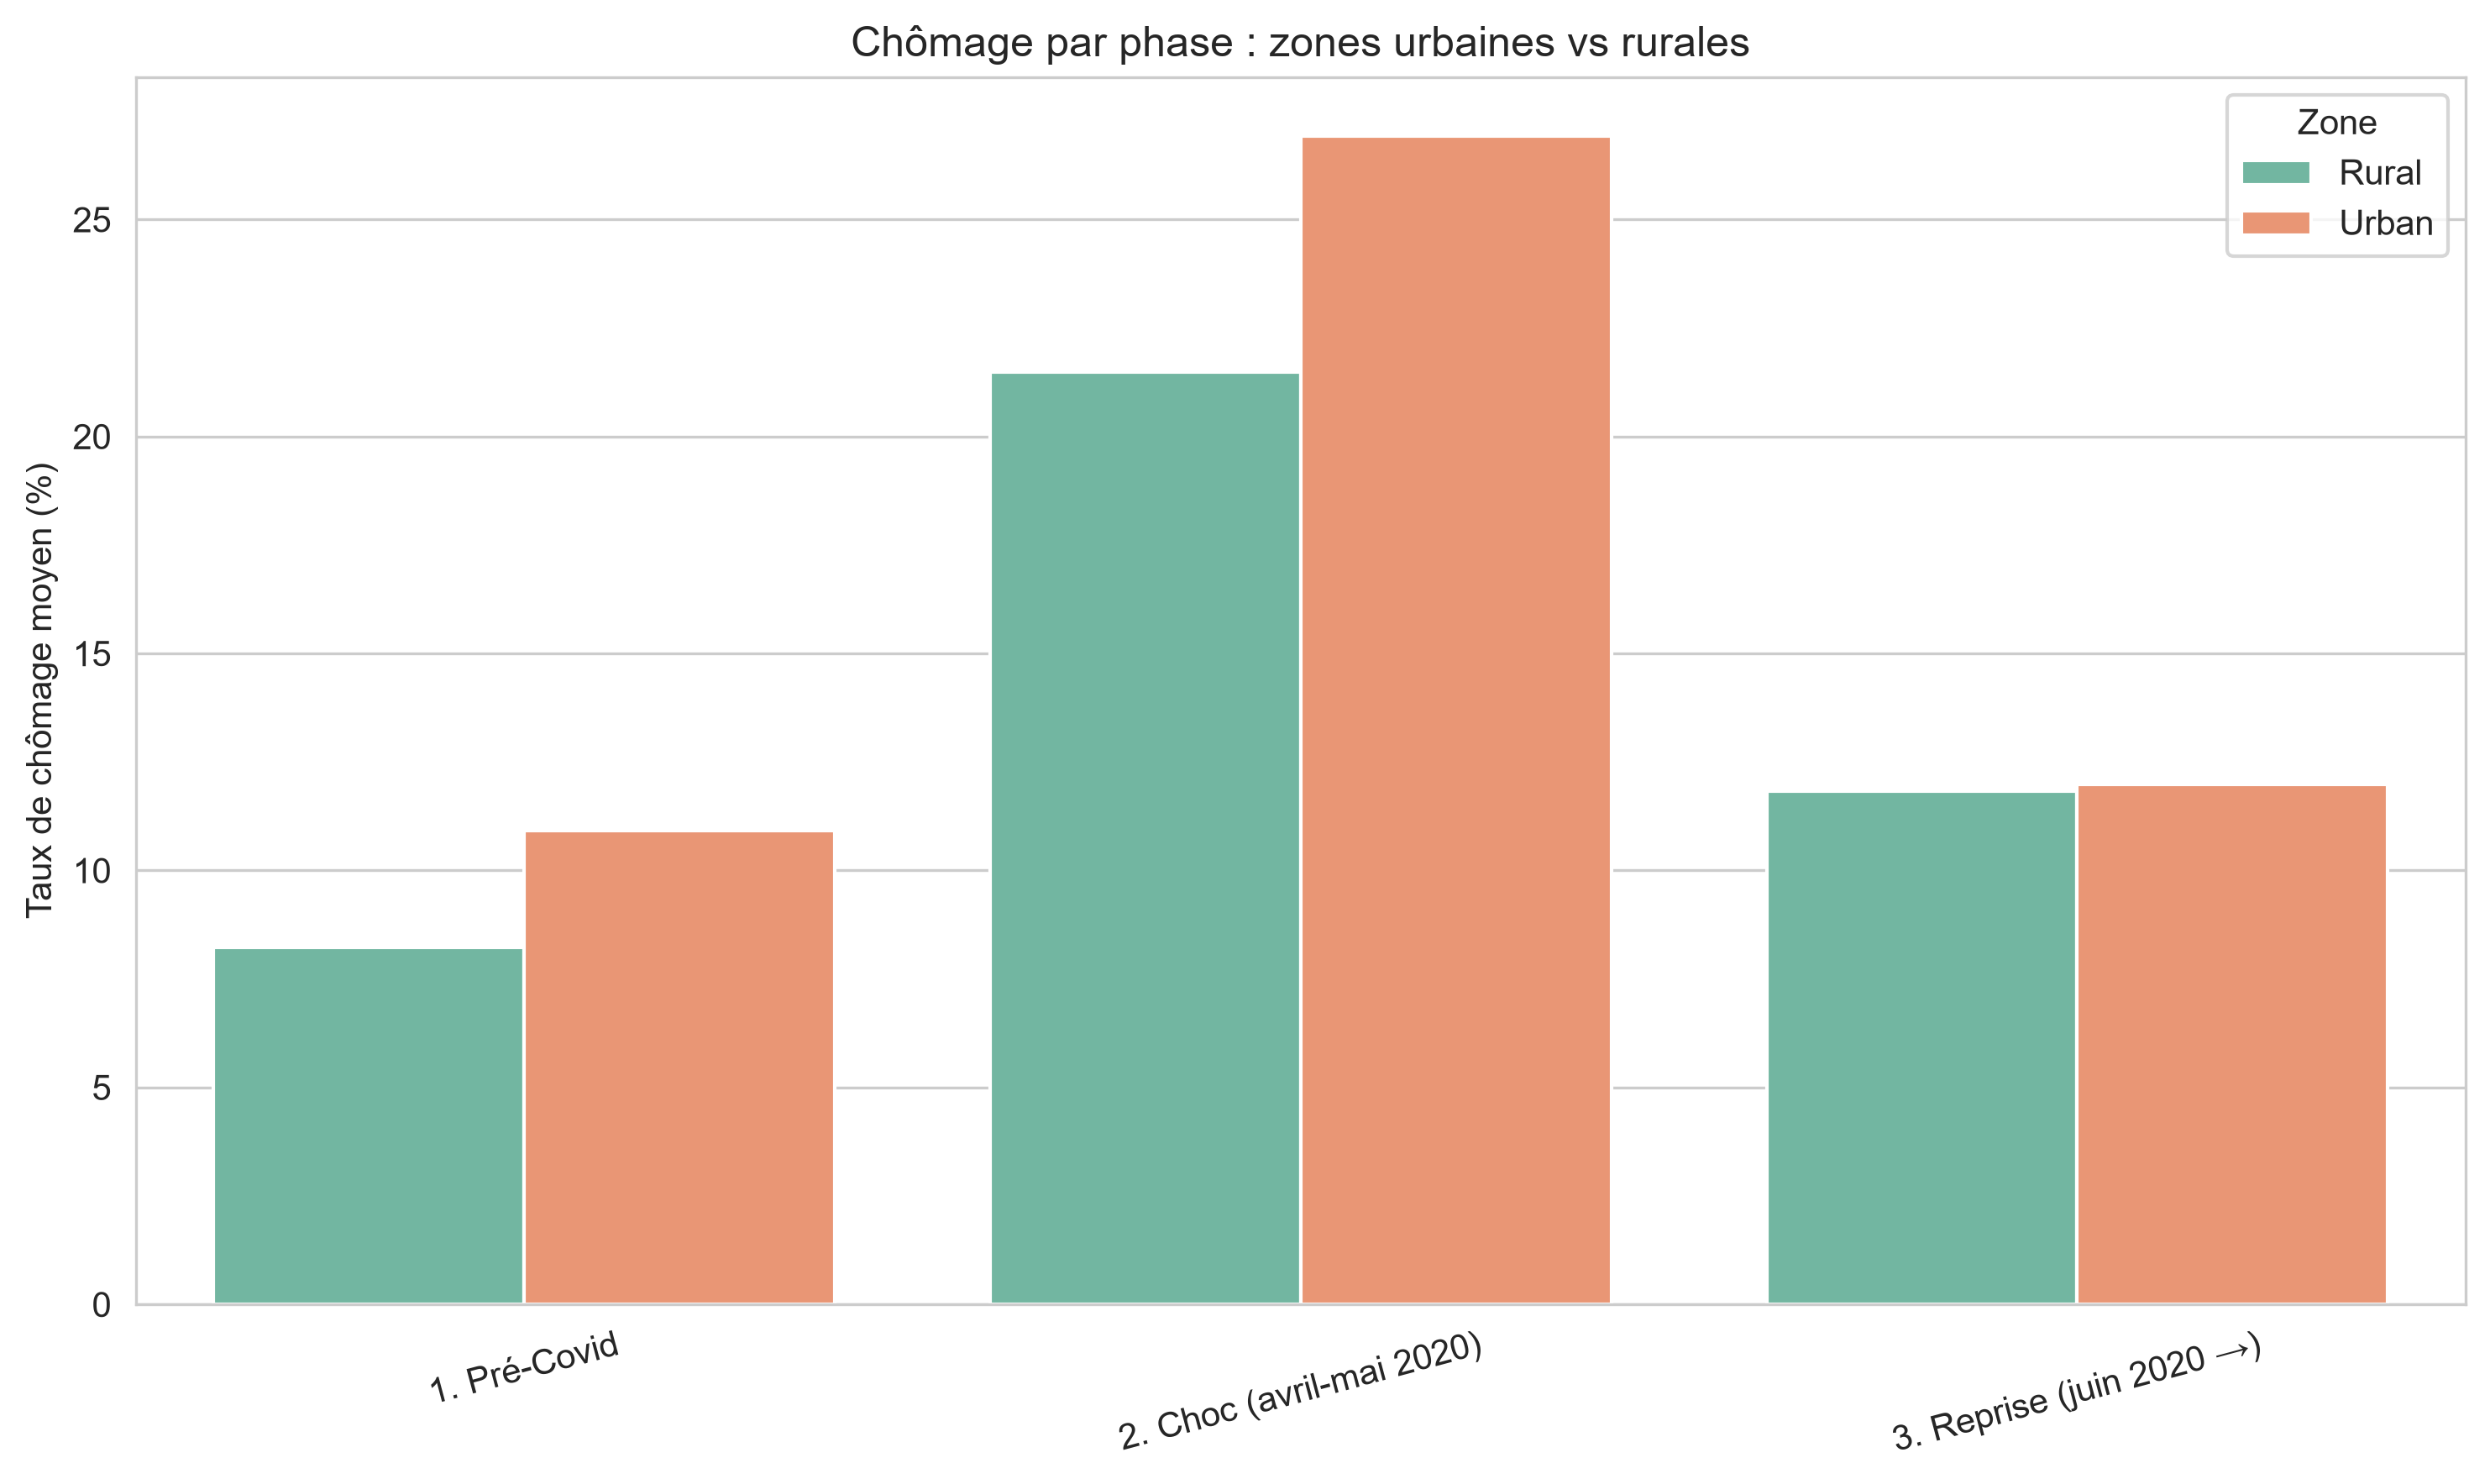 Chômage par phase : zones urbaines vs rurales
Zone
Rural
Urban
Taux de chômage moyen (%)
25
20
15
10
5
0
1. Pré-Covid
2. Choc (avril-mai 2020)
3. Reprise (juin 2020 →)